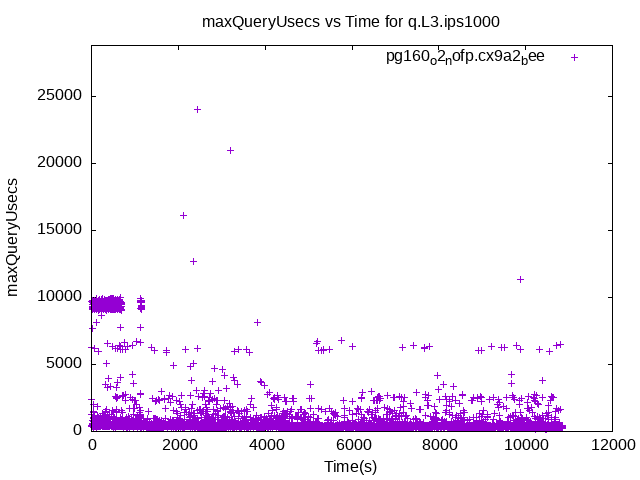 maxQueryUsecs vs Time for q.L3.ips1000
pg160o2nofp.cx9a2bee
25000
20000
15000
10000
5000
0
maxQueryUsecs
0 2000 4000 6000 8000 10000 12000
Time(s)